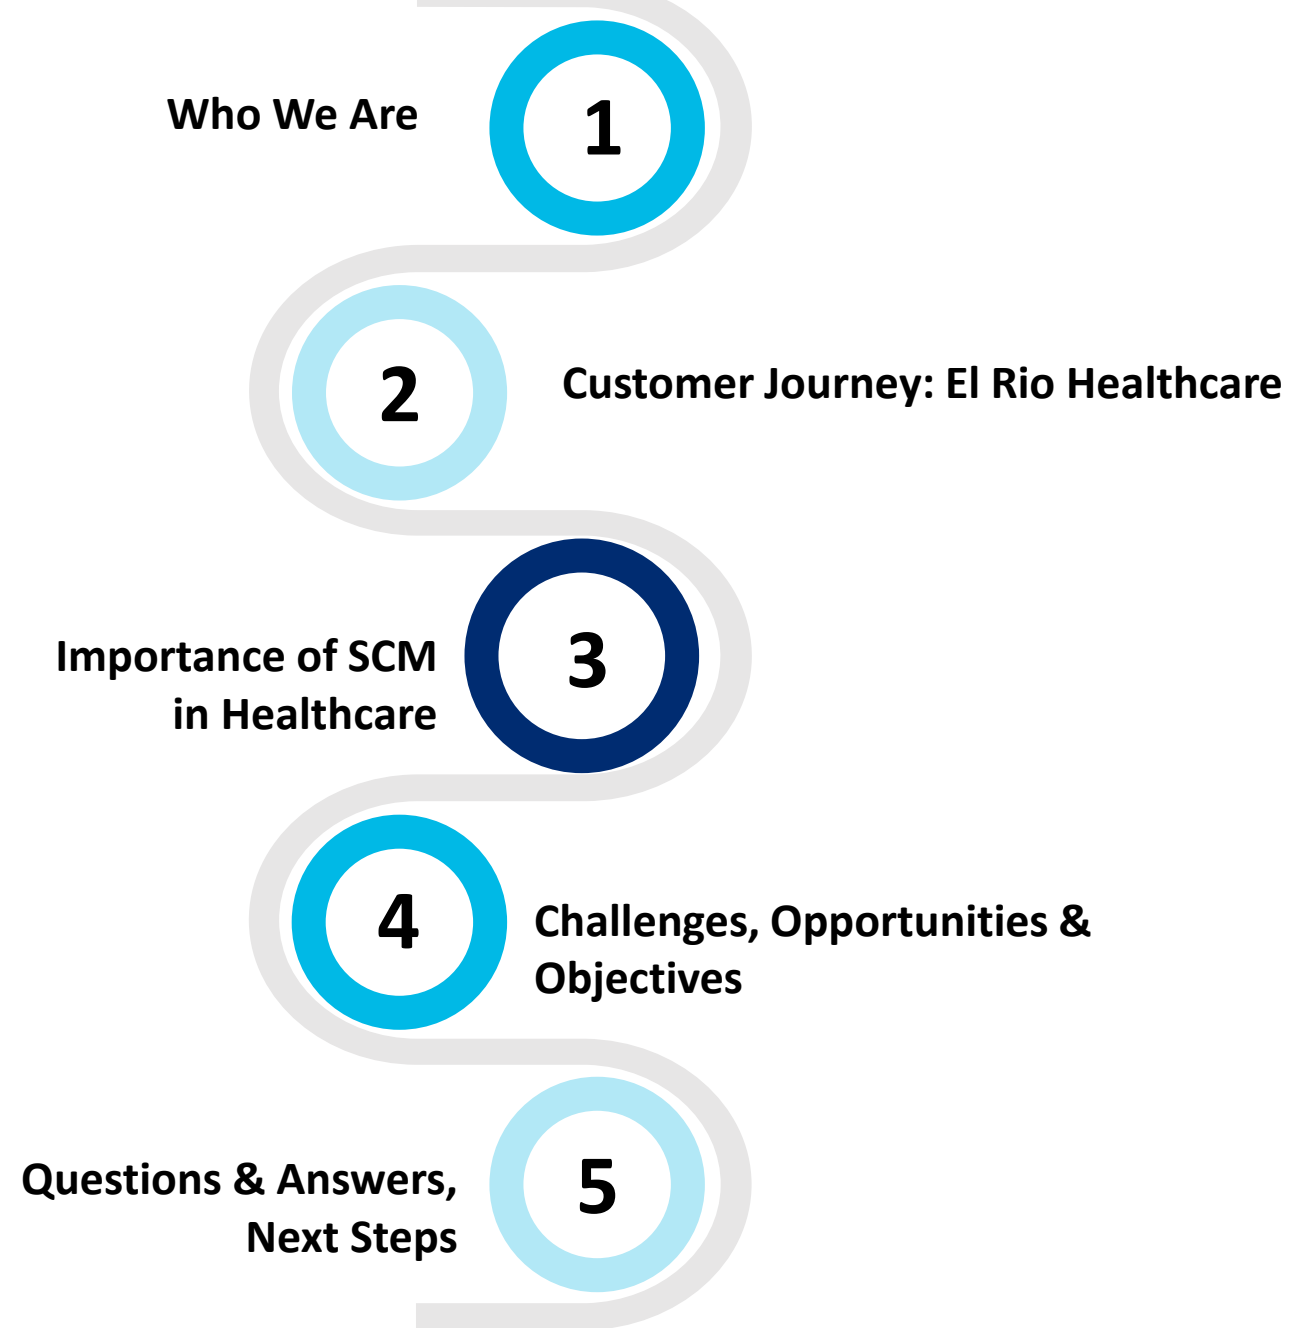 1
Who We Are
2
Customer Journey: El Rio Healthcare
3
Importance of SCM
in Healthcare
4
Challenges, Opportunities &
Objectives
5
Questions & Answers,
Next Steps